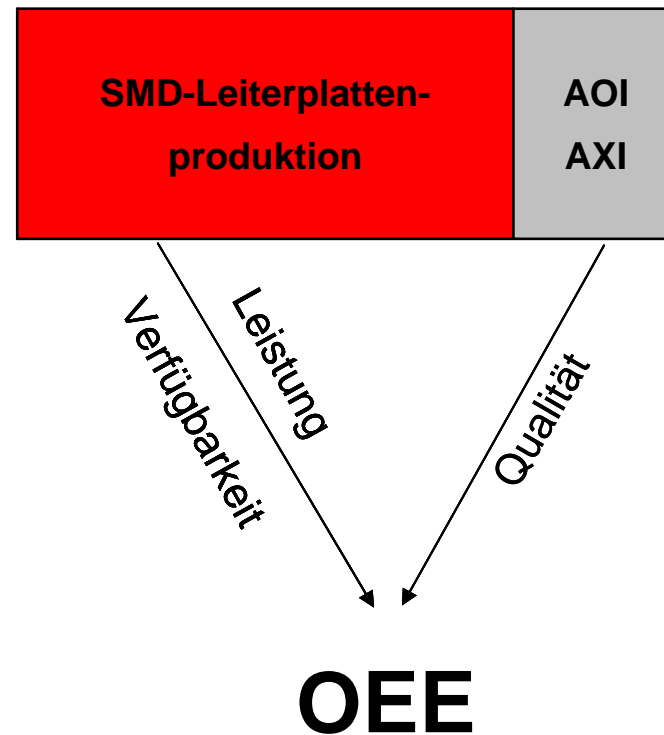 SMD-Leiterplatten-
produktion
AOI
AXI
Verfügbarkeit
Leistung
Qualität
OEE